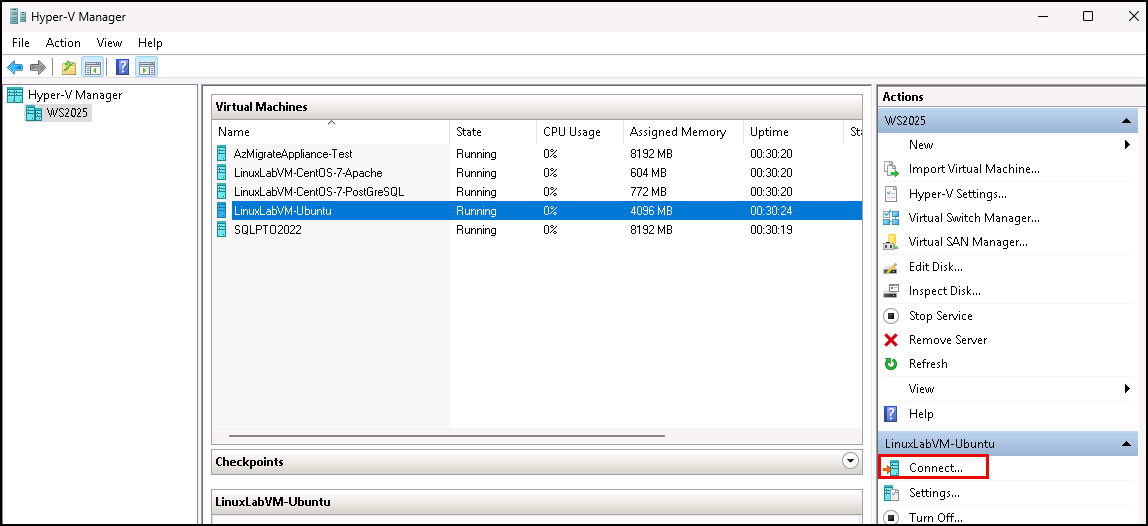 Hyper-V Manager
File Action View Help
Hyper-V Manager
WS2025
Virtual Machines
Name State CPU Usage Assigned Memory Uptime Sta
AzMigrateAppliance-Test Running 0% 8192 MB 00:30:20
LinuxLabVM-CentOS-7-Apache Running 0% 604 MB 00:30:20
LinuxLabVM-CentOS-7-PostGreSQL Running 0% 772 MB 00:30:20
LinuxLabVM-Ubuntu Running 0% 4096 MB 00:30:24
SQLPTO2022 Running 0% 8192 MB 00:30:19
Checkpoints
LinuxLabVM-Ubuntu
Actions
WS2025
New
Import Virtual Machine...
Hyper-V Settings...
Virtual Switch Manager...
Virtual SAN Manager...
Edit Disk...
Inspect Disk...
Stop Service
Remove Server
Refresh
View
Help
LinuxLabVM-Ubuntu
Connect...
Settings...
Turn Off...